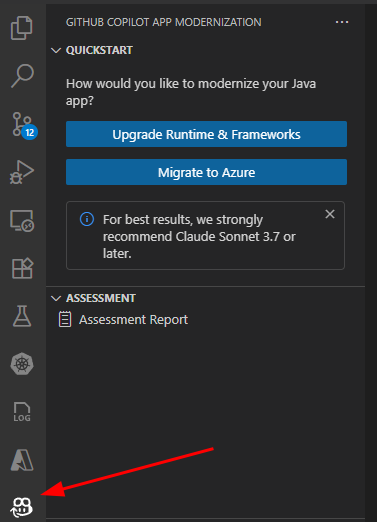 GITHUB COPILOT APP MODERNIZATION
QUICKSTART
How would you like to modernize your Java
app?
Upgrade Runtime & Frameworks
Migrate to Azure
For best results, we strongly
recommend Claude Sonnet 3.7 or
later.
ASSESSMENT
Assessment Report
12
LOG